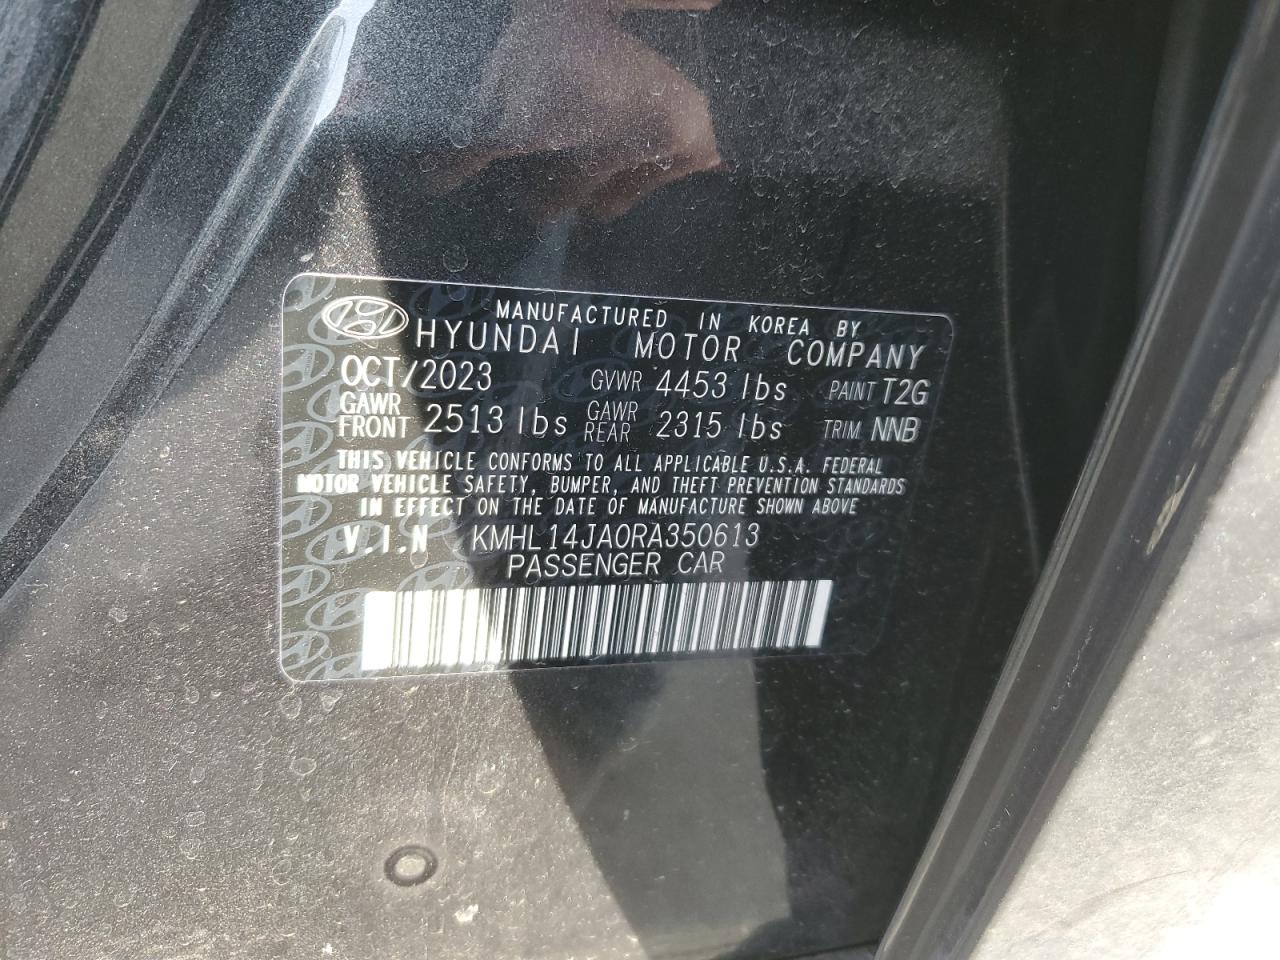 MANUFACTURED IN KOREA BY
HYUNDAI MOTOR COMPANY
OCT/2023 GVWR 4453 lbs PAINT T2G
GAWR FRONT 2513 lbs GAWR REAR 2315 lbs TRIM NNB
THIS VEHICLE CONFORMS TO ALL APPLICABLE U.S.A. FEDERAL
MOTOR VEHICLE SAFETY, BUMPER, AND THEFT PREVENTION STANDARDS
IN EFFECT ON THE DATE OF MANUFACTURE SHOWN ABOVE
V.I.N KMHL14JA0RA350613
PASSENGER CAR